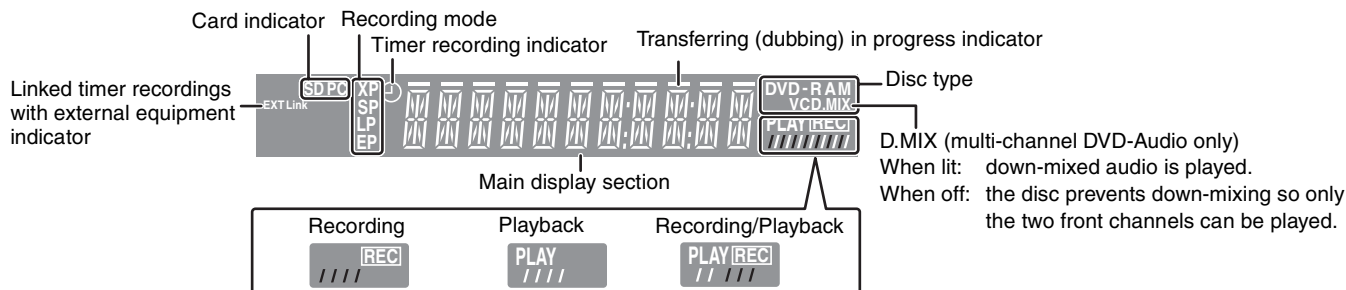 Card indicator
Recording mode
Timer recording indicator
Transferring (dubbing) in progress indicator
Linked timer recordings
with external equipment
indicator
EXT Link
SD PC
XP
SP
LP
EP
DVD-RAM
VCD.MIX
PLAY REC
Disc type
D.MIX (multi-channel DVD-Audio only)
When lit: down-mixed audio is played.
When off: the disc prevents down-mixing so only
the two front channels can be played.
Main display section
Recording
REC
Playback
PLAY
Recording/Playback
PLAY REC